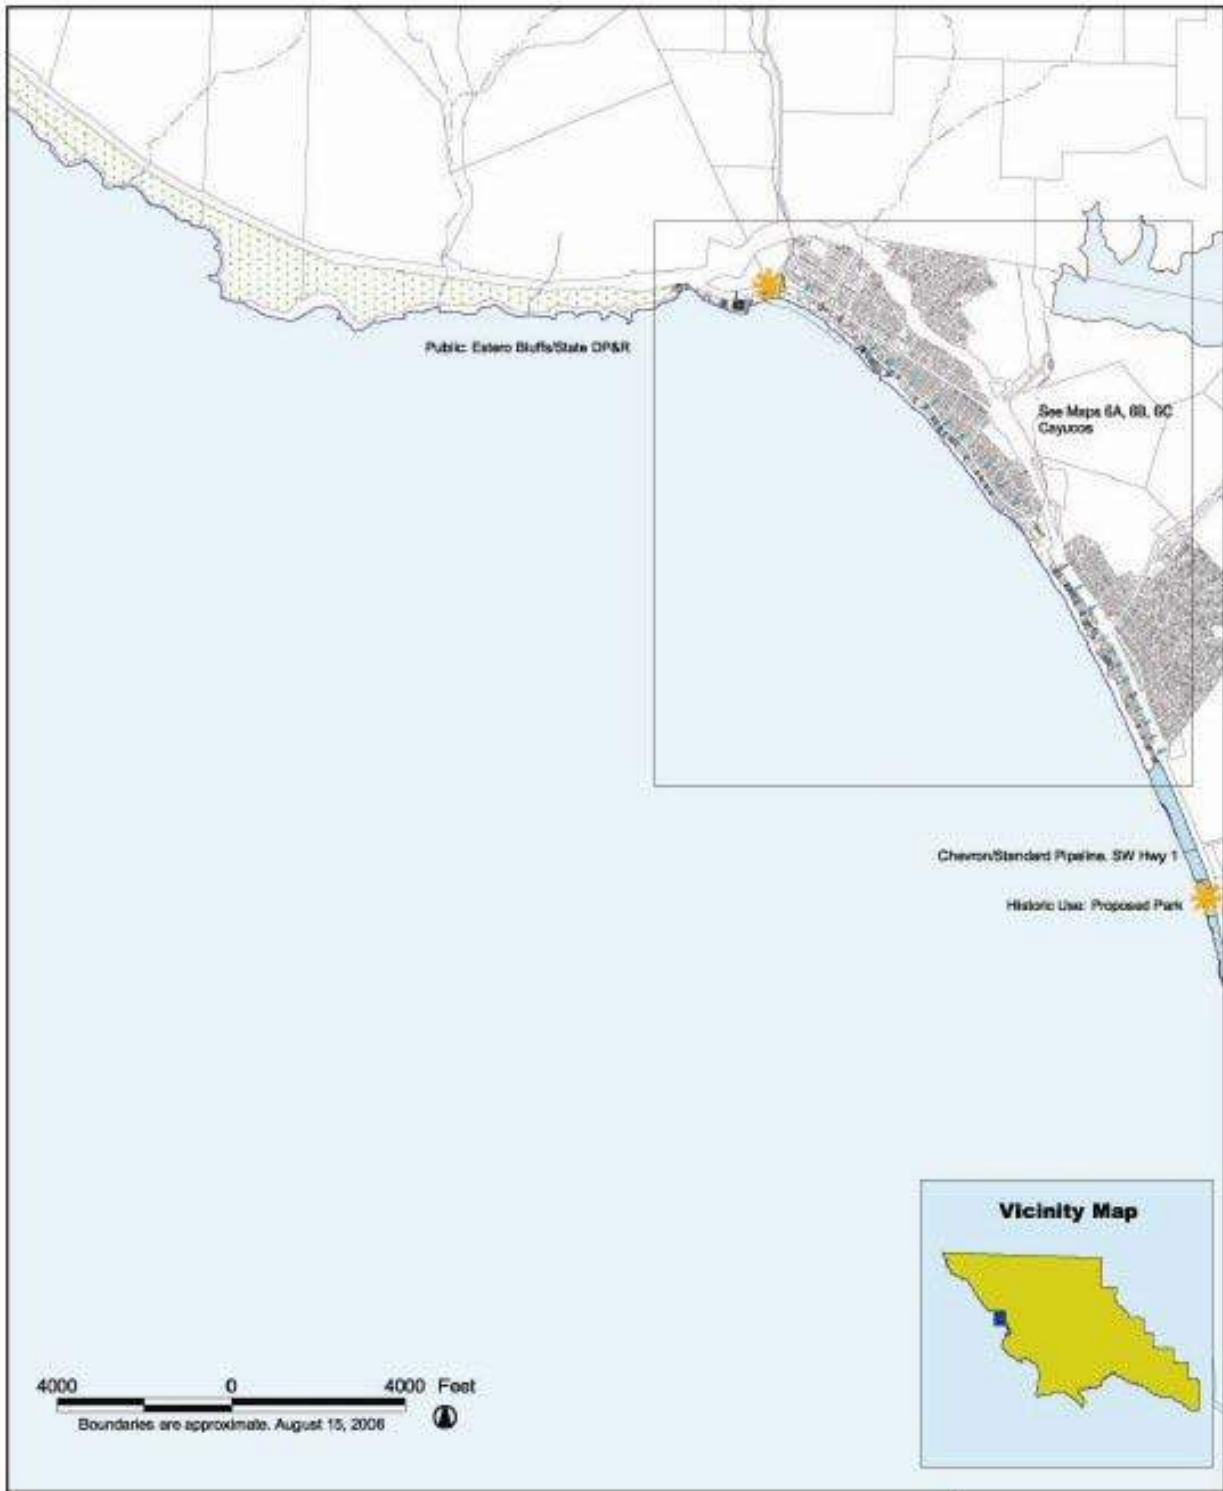 Public: Estero Bluffs/State DP&R
See Maps 6A, 6B, 6C
Cayucos
Chevron/Standard Pipeline, SW Hwy 1
Historic Use: Proposed Park
Vicinity Map
4000 0 4000 Feet
Boundaries are approximate. August 15, 2006